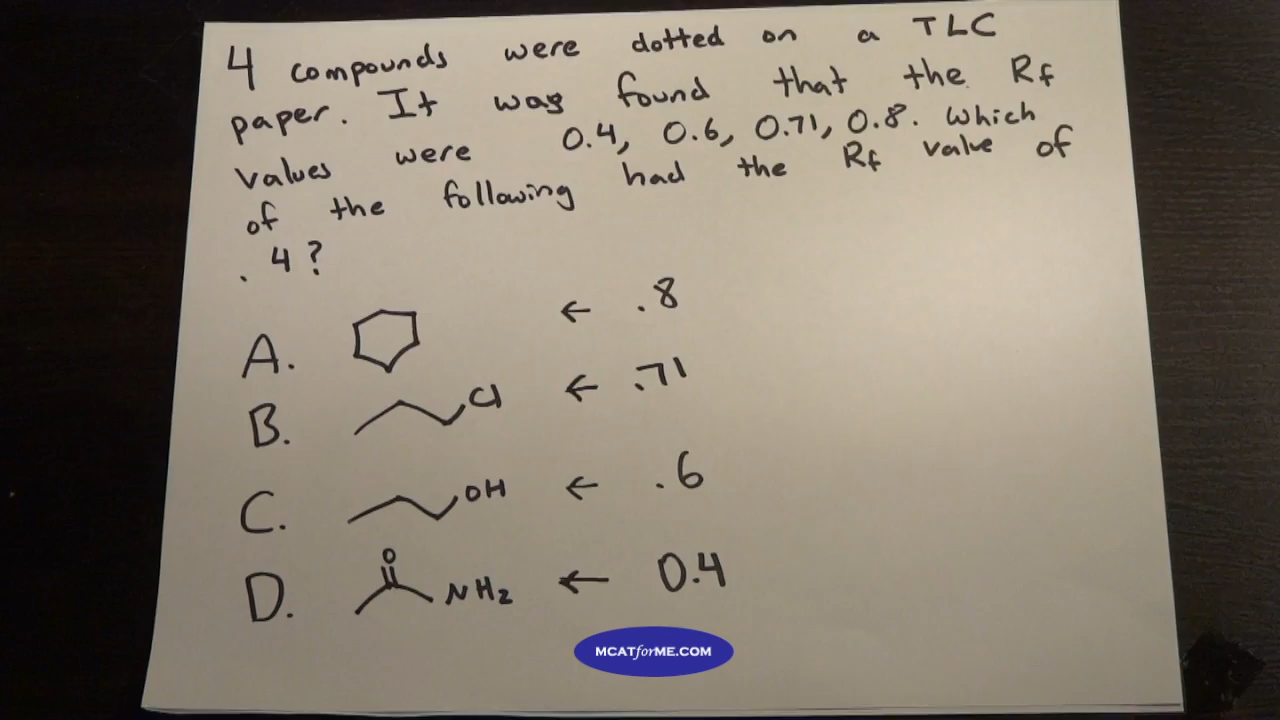 4 compounds were dotted on a TLC
paper. It was found that the Rf
values were 0.4, 0.6, 0.71, 0.8. Which
of the following had the Rf value of
.4?
A. ← .8
B. Cl ← .71
C. OH ← .6
D. O NH₂ ← 0.4
MCATforME.COM